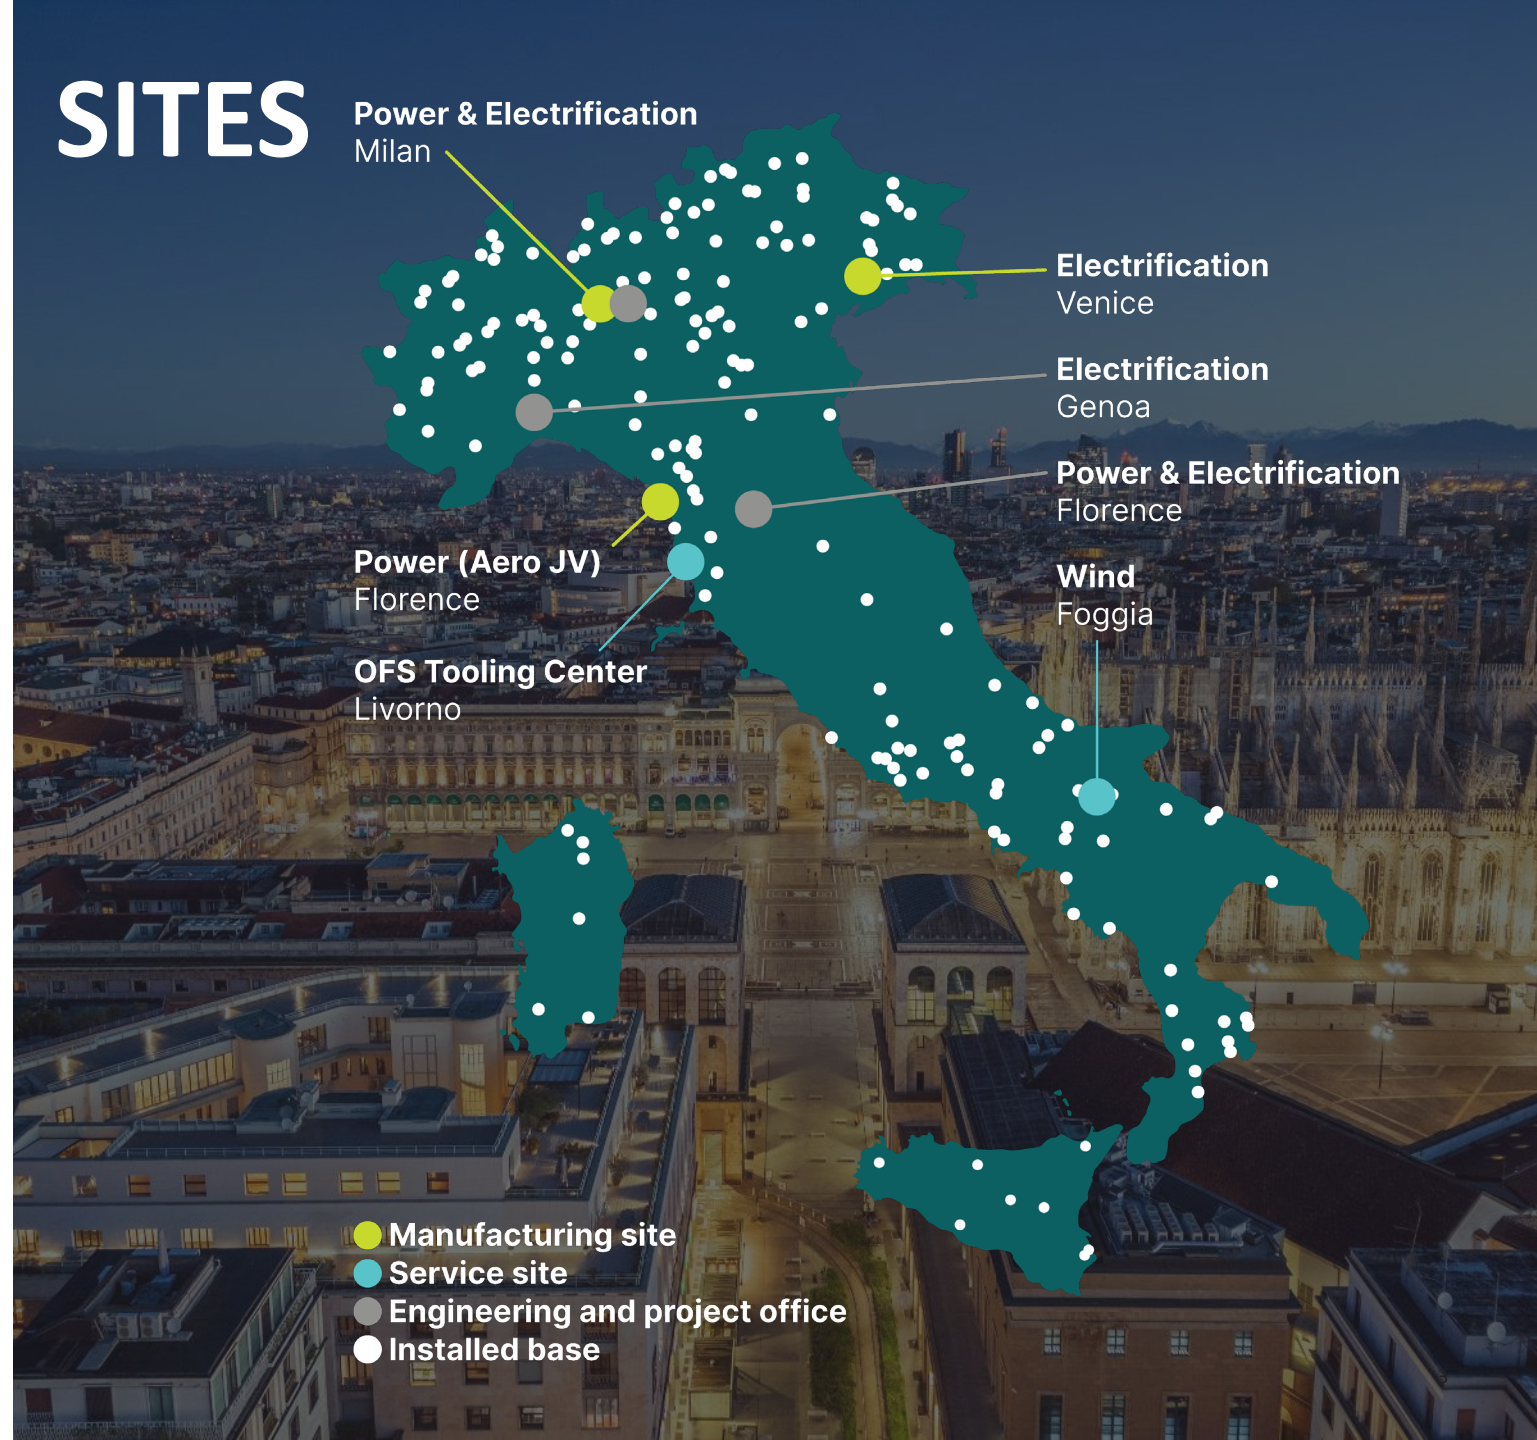 SITES
Power & Electrification
Milan
Electrification
Venice
Electrification
Genoa
Power & Electrification
Florence
Power (Aero JV)
Florence
Wind
Foggia
OFS Tooling Center
Livorno
Manufacturing site
Service site
Engineering and project office
Installed base